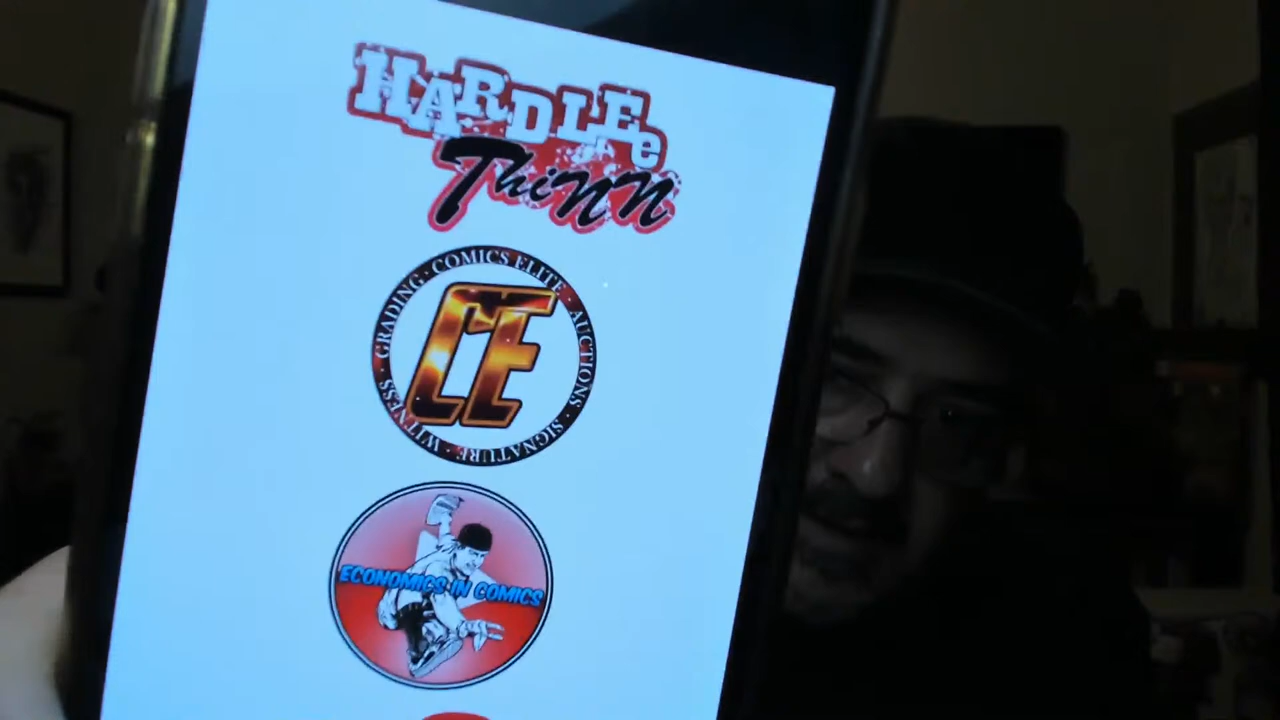 HARDLEe
ThiNN
GRADING · COMICS ELITE · AUCTIONS · SIGNATURE · WITNESS ·
CE
ECONOMICS IN COMICS